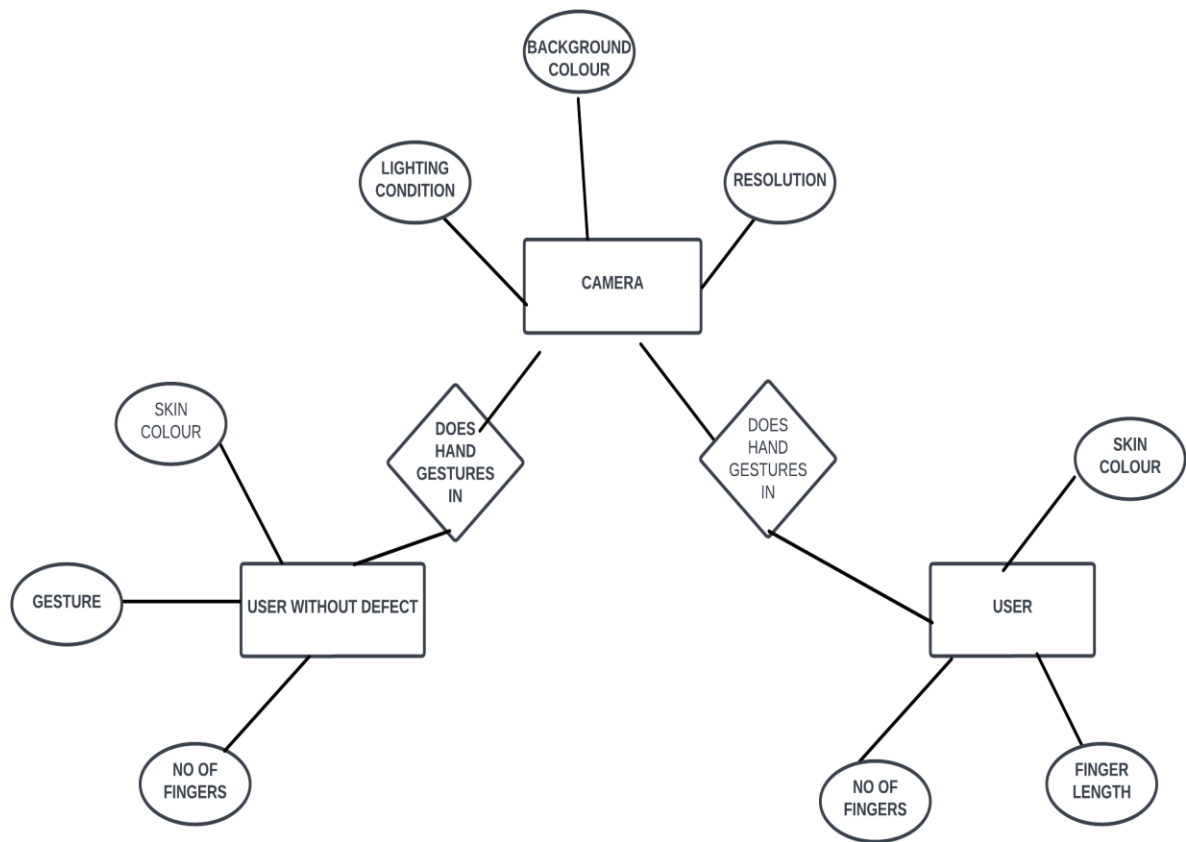 BACKGROUND
COLOUR
LIGHTING
CONDITION
RESOLUTION
CAMERA
SKIN
COLOUR
DOES
HAND
GESTURES
IN
DOES
HAND
GESTURES
IN
SKIN
COLOUR
GESTURE
USER WITHOUT DEFECT
USER
NO OF
FINGERS
NO OF
FINGERS
FINGER
LENGTH